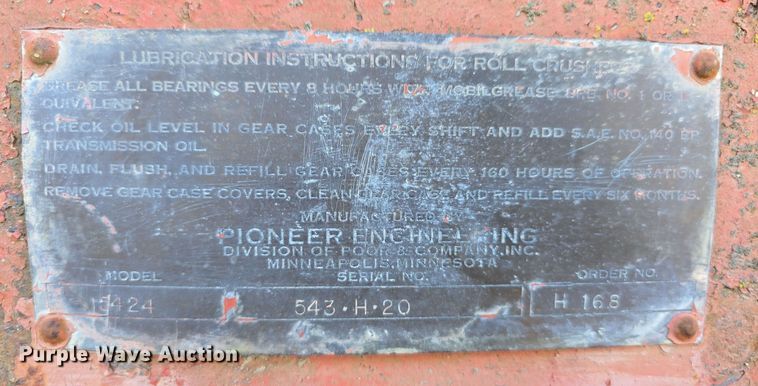 LUBRICATION INSTRUCTIONS FOR ROLL CRUSHER
GREASE ALL BEARINGS EVERY 8 HOURS WITH MOBILGREASE NO. 1 OR
QUIVALENT.
CHECK OIL LEVEL IN GEAR CASES EVERY SHIFT AND ADD S.A.E. NO. 140 EP
TRANSMISSION OIL.
DRAIN, FLUSH, AND REFILL GEAR CASES EVERY 160 HOURS OF OPERATION.
REMOVE GEAR CASE COVERS, CLEAN GEAR CASE AND REFILL EVERY SIX MONTHS.
MANUFACTURED BY
PIONEER ENGINEERING
DIVISION OF POOR & COMPANY, INC.
MINNEAPOLIS, MINNESOTA
MODEL SERIAL NO. ORDER NO.
543·H·20 H 168
Purple Wave Auction